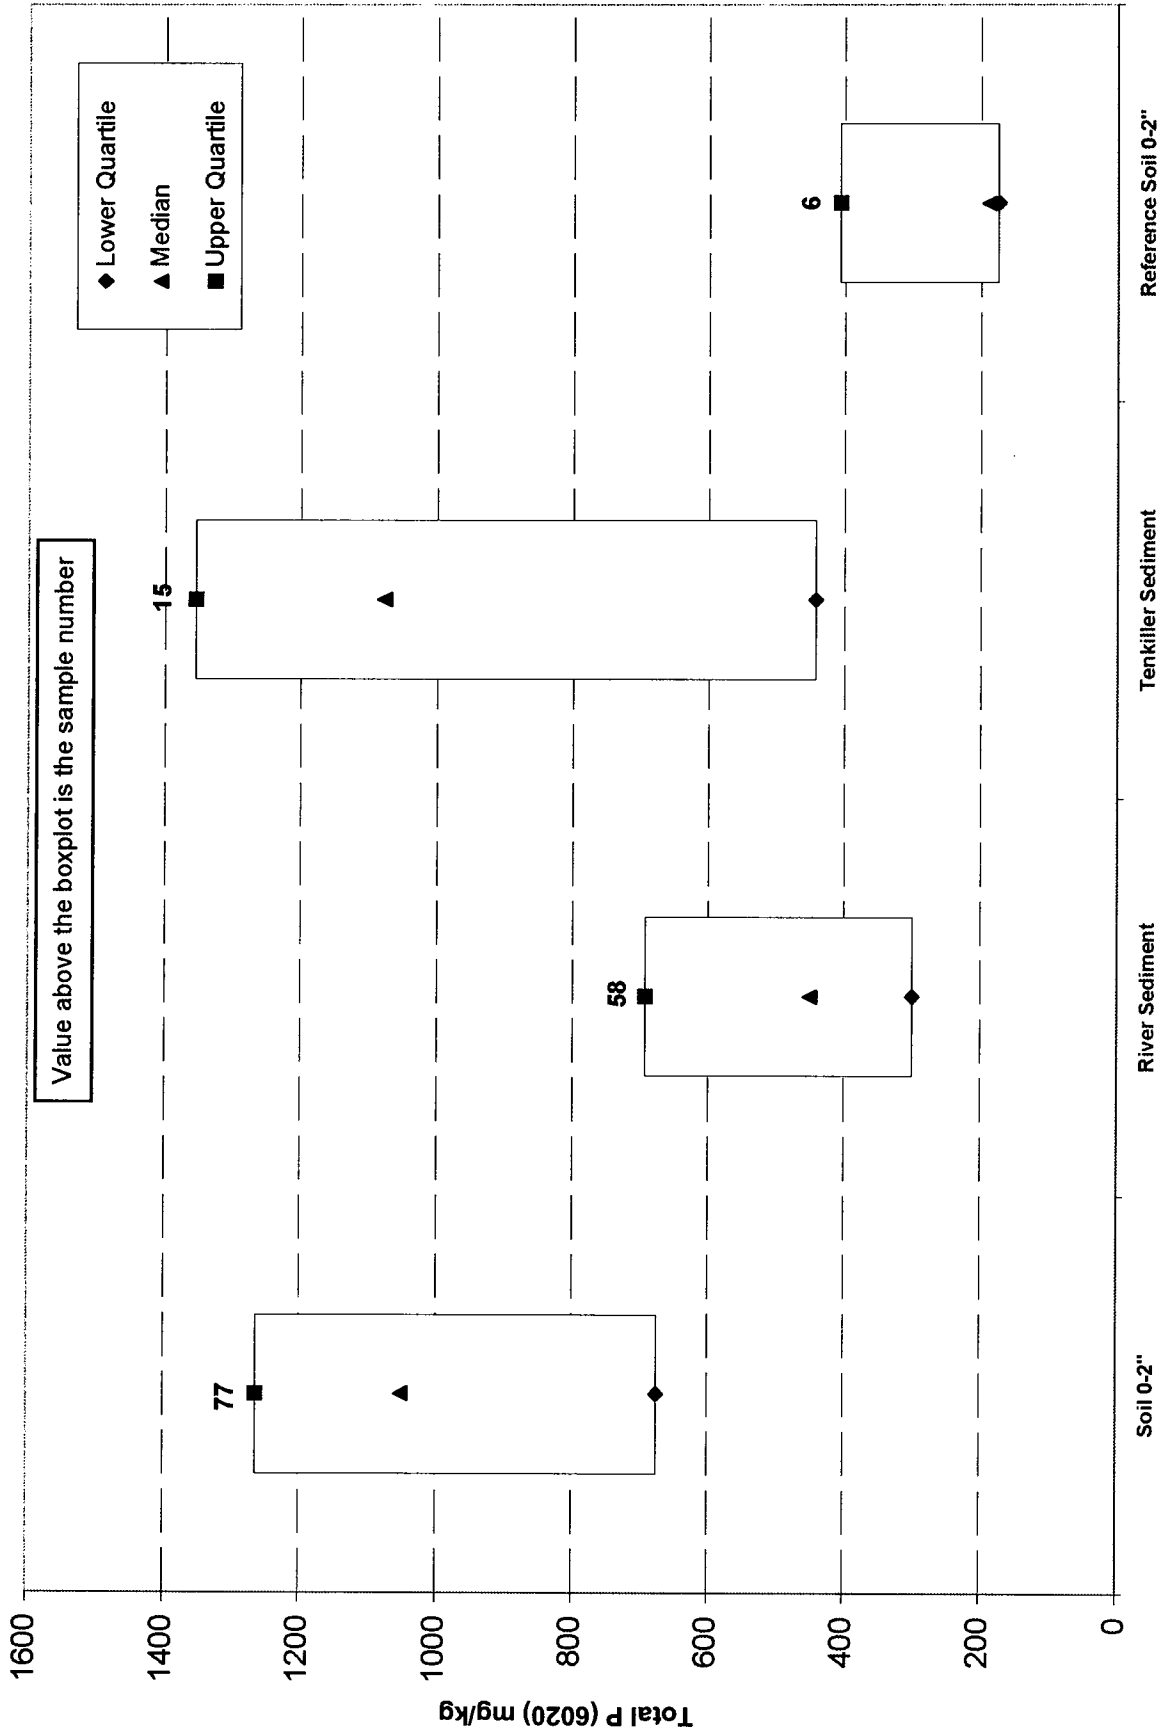 Value above the boxplot is the sample number
Lower Quartile
Median
Upper Quartile
77
58
15
6
Total P (6020) mg/kg
1600
1400
1200
1000
800
600
400
200
0
Soil 0-2"
River Sediment
Tenkiller Sediment
Reference Soil 0-2"